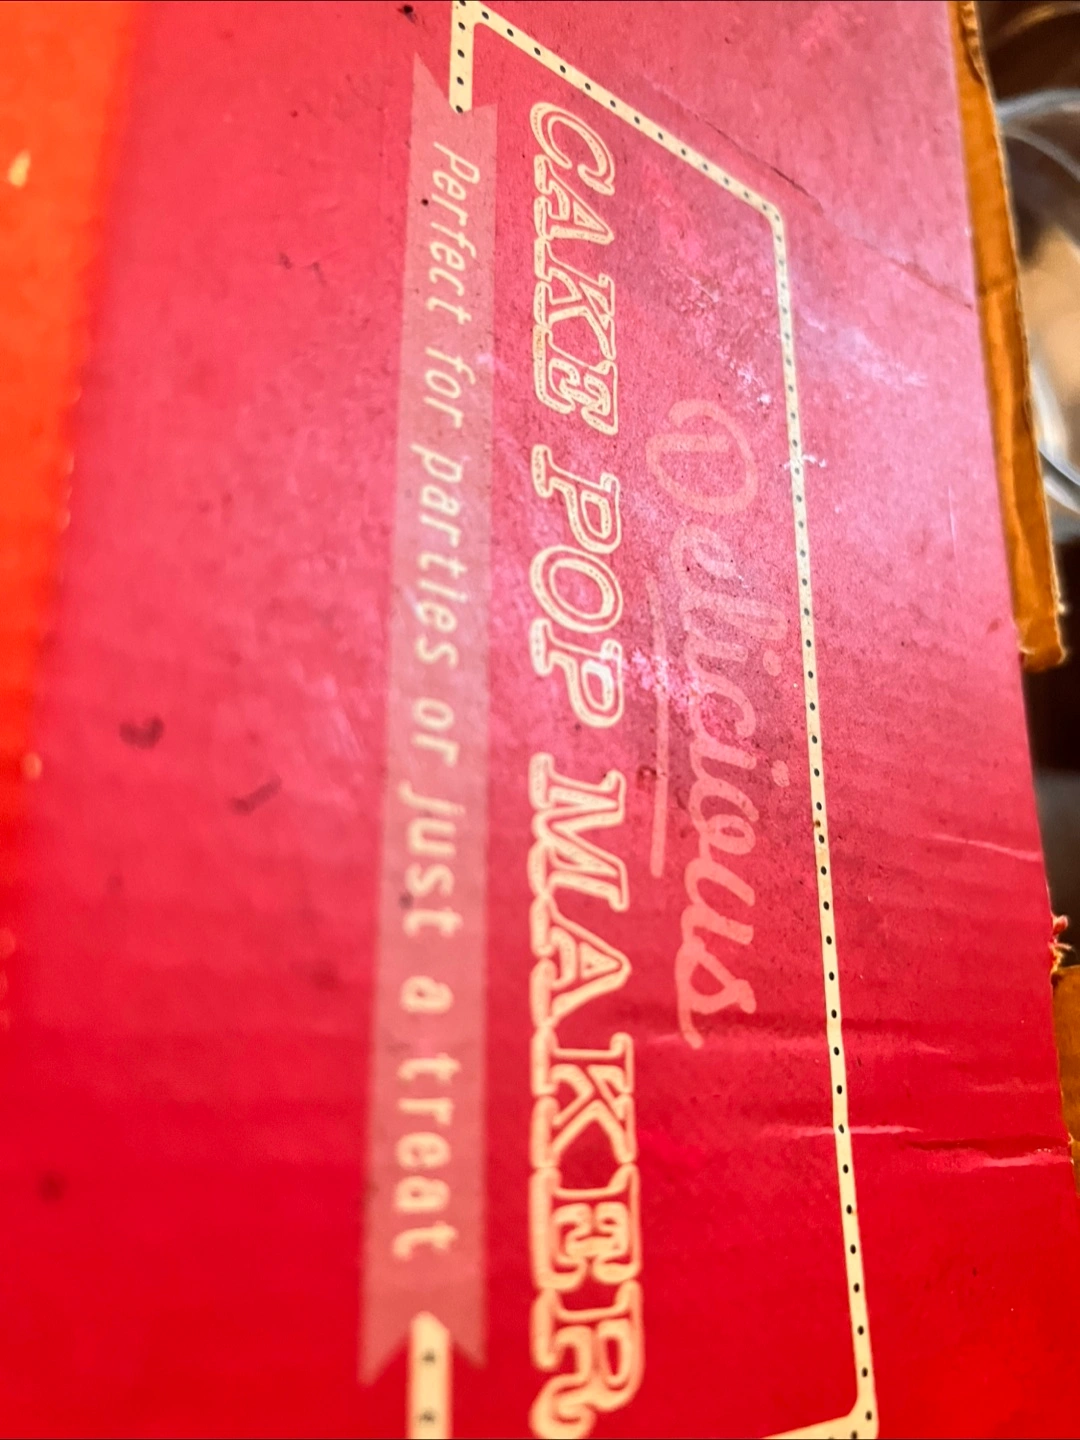 Delicious
CAKE POP MAKER
Perfect for parties or just a treat